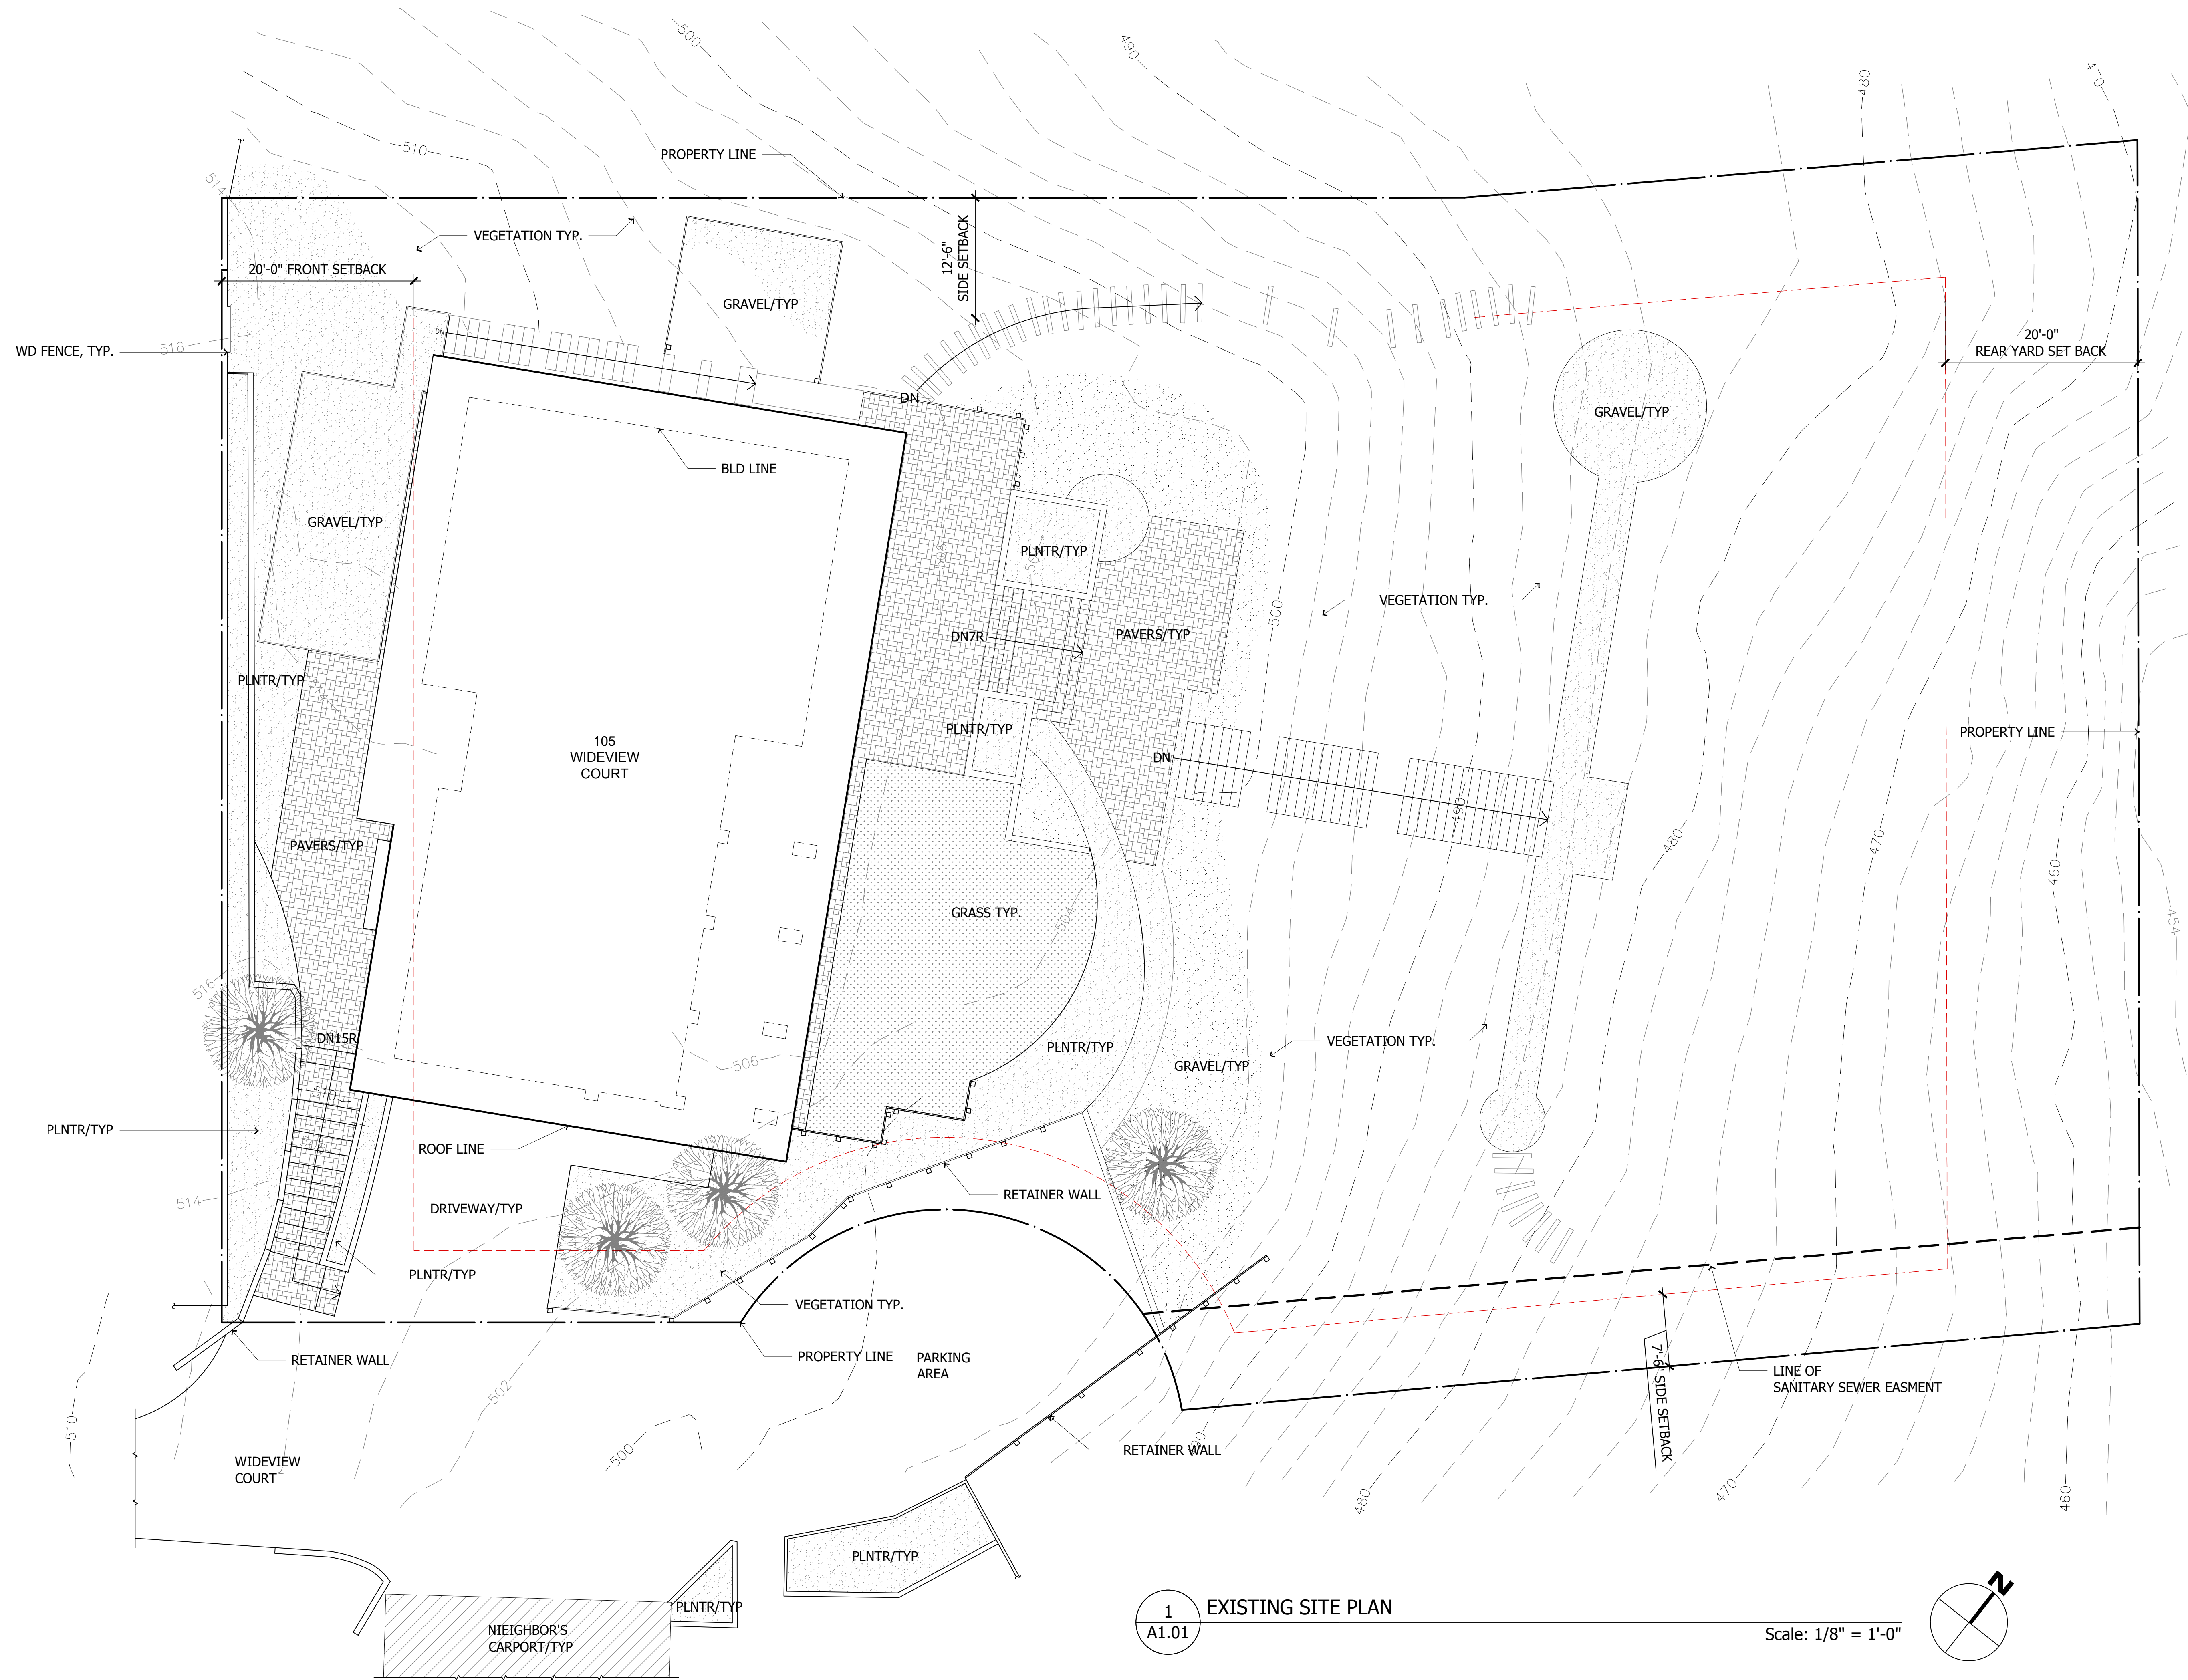 500
490
480
470
510
PROPERTY LINE
514
VEGETATION TYP.
12'-6"
SIDE SETBACK
20'-0" FRONT SETBACK
GRAVEL/TYP
DN
WD FENCE, TYP.
516
20'-0"
REAR YARD SET BACK
DN
GRAVEL/TYP
BLD LINE
GRAVEL/TYP
PLNTR/TYP
506
500
VEGETATION TYP.
DN7R
PAVERS/TYP
PLNTR/TYP
514
PLNTR/TYP
PROPERTY LINE
105
WIDEVIEW
COURT
DN
490
480
470
460
PAVERS/TYP
GRASS TYP.
504
454
516
DN15R
PLNTR/TYP
VEGETATION TYP.
GRAVEL/TYP
506
510
PLNTR/TYP
ROOF LINE
514
DRIVEWAY/TYP
RETAINER WALL
PLNTR/TYP
VEGETATION TYP.
RETAINER WALL
PROPERTY LINE
PARKING
AREA
7'-6" SIDE SETBACK
LINE OF
SANITARY SEWER EASMENT
502
510
500
RETAINER WALL
490
WIDEVIEW
COURT
480
470
460
PLNTR/TYP
PLNTR/TYP
NIEIGHBOR'S
CARPORT/TYP
1
A1.01
EXISTING SITE PLAN
Scale: 1/8" = 1'-0"
N